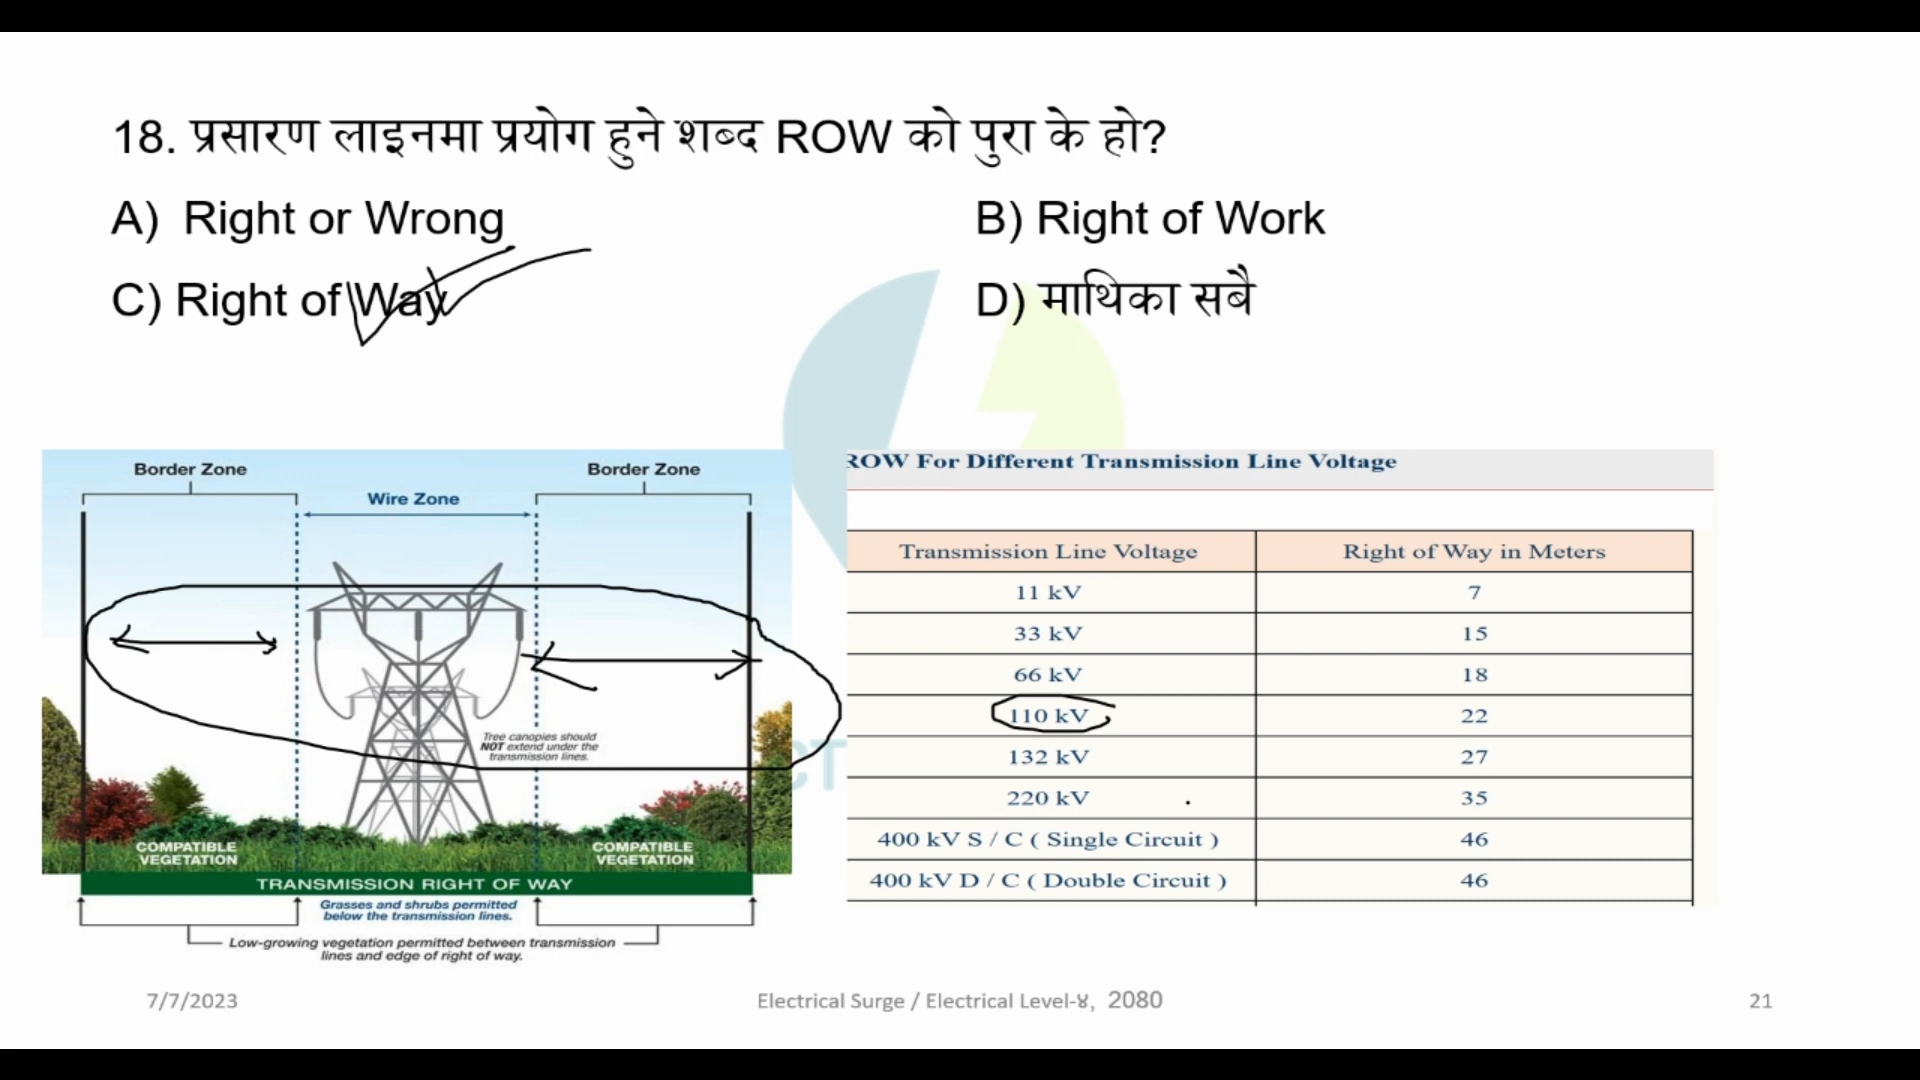 18. प्रसारण लाइनमा प्रयोग हुने शब्द ROW को पुरा के हो?
A) Right or Wrong
B) Right of Work
C) Right of Way
D) माथिका सबै
Border Zone
Border Zone
Wire Zone
Tree canopies should
NOT extend under the
transmission lines.
COMPATIBLE
VEGETATION
COMPATIBLE
VEGETATION
TRANSMISSION RIGHT OF WAY
Grasses and shrubs permitted
below the transmission lines.
Low-growing vegetation permitted between transmission
lines and edge of right of way.
ROW For Different Transmission Line Voltage
Transmission Line Voltage Right of Way in Meters
11 kV 7
33 kV 15
66 kV 18
110 kV 22
132 kV 27
220 kV 35
400 kV S / C ( Single Circuit ) 46
400 kV D / C ( Double Circuit ) 46
7/7/2023 Electrical Surge / Electrical Level-४, 2080 21